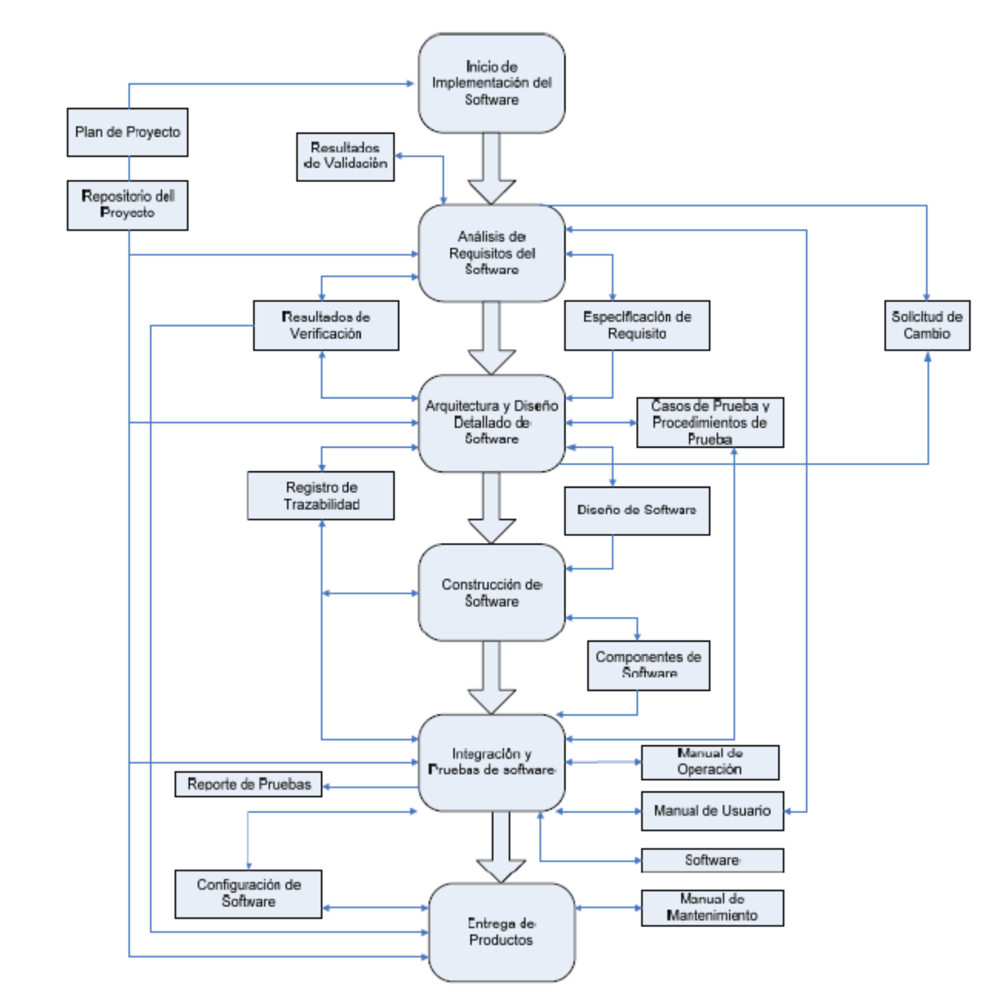 Inicio de
Implementación del
Software
Plan de Proyecto
Resultados
de Validación
Repositorio del
Proyecto
Análisis de
Requisitos del
Software
Resultados de
Verificación
Especificación de
Requisito
Solicitud de
Cambio
Arquitectura y Diseño
Detallado de
Software
Casos de Prueba y
Procedimientos de
Prueba
Registro de
Trazabilidad
Diseño de Software
Construcción de
Software
Componentes de
Software
Integración y
Pruebas de software
Manual de
Operación
Reporte de Pruebas
Manual de Usuario
Software
Configuración de
Software
Manual de
Mantenimiento
Entrega de
Productos